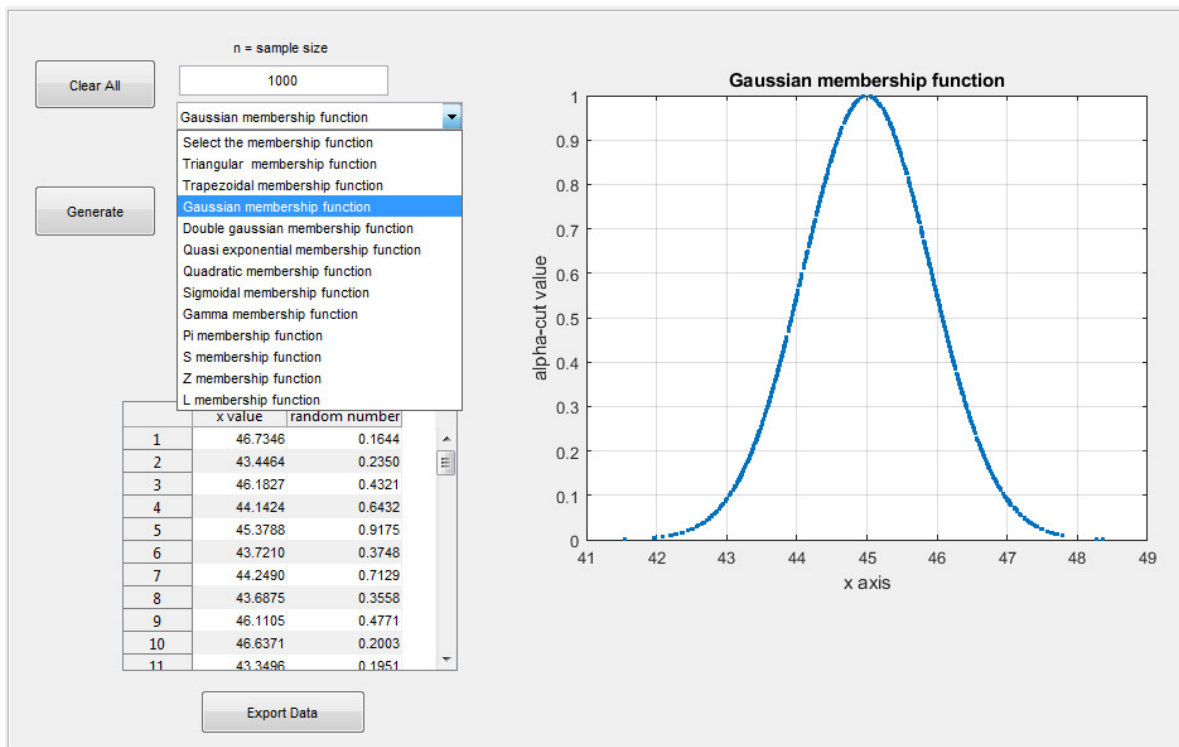 n = sample size
Clear All
1000
Gaussian membership function
Select the membership function
Triangular membership function
Trapezoidal membership function
Gaussian membership function
Generate
Double gaussian membership function
Quasi exponential membership function
Quadratic membership function
Sigmoidal membership function
Gamma membership function
Pi membership function
S membership function
Z membership function
L membership function
x value random number
1 46.7346 0.1644
2 43.4464 0.2350
3 46.1827 0.4321
4 44.1424 0.6432
5 45.3788 0.9175
6 43.7210 0.3748
7 44.2490 0.7129
8 43.6875 0.3558
9 46.1105 0.4771
10 46.6371 0.2003
11 43.3496 0.1951
Export Data
Gaussian membership function
1
0.9
0.8
0.7
0.6
0.5
0.4
0.3
0.2
0.1
0
alpha-cut value
41 42 43 44 45 46 47 48 49
x axis